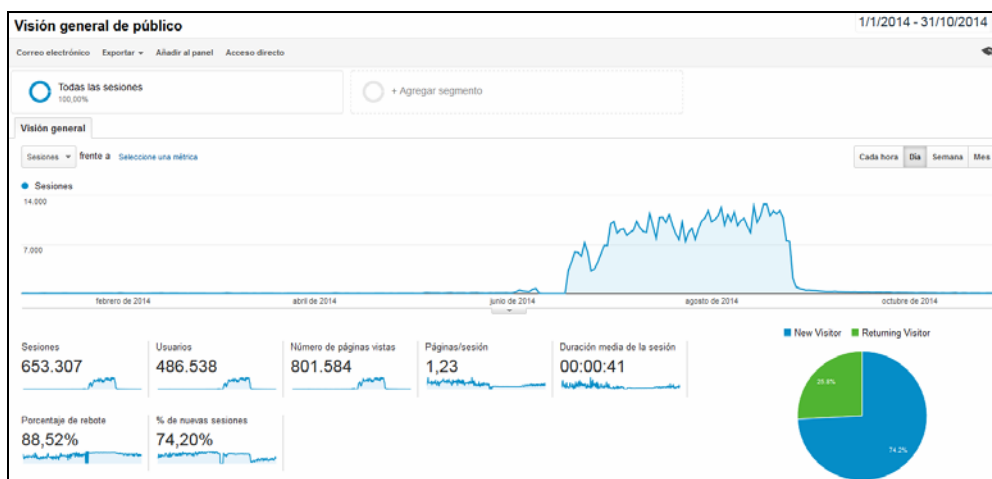 Visión general de público
1/1/2014 - 31/10/2014
Correo electrónico Exportar Añadir al panel Acceso directo
Todas las sesiones
100,00%
+ Agregar segmento
Visión general
Sesiones frente a Seleccione una métrica
Cada hora Día Semana Mes
Sesiones
14.000
7.000
febrero de 2014 abril de 2014 junio de 2014 agosto de 2014 octubre de 2014
New Visitor Returning Visitor
Sesiones Usuarios Número de páginas vistas Páginas/sesión Duración media de la sesión
653.307 486.538 801.584 1,23 00:00:41
25.8%
Porcentaje de rebote % de nuevas sesiones
88,52% 74,20%
74.2%